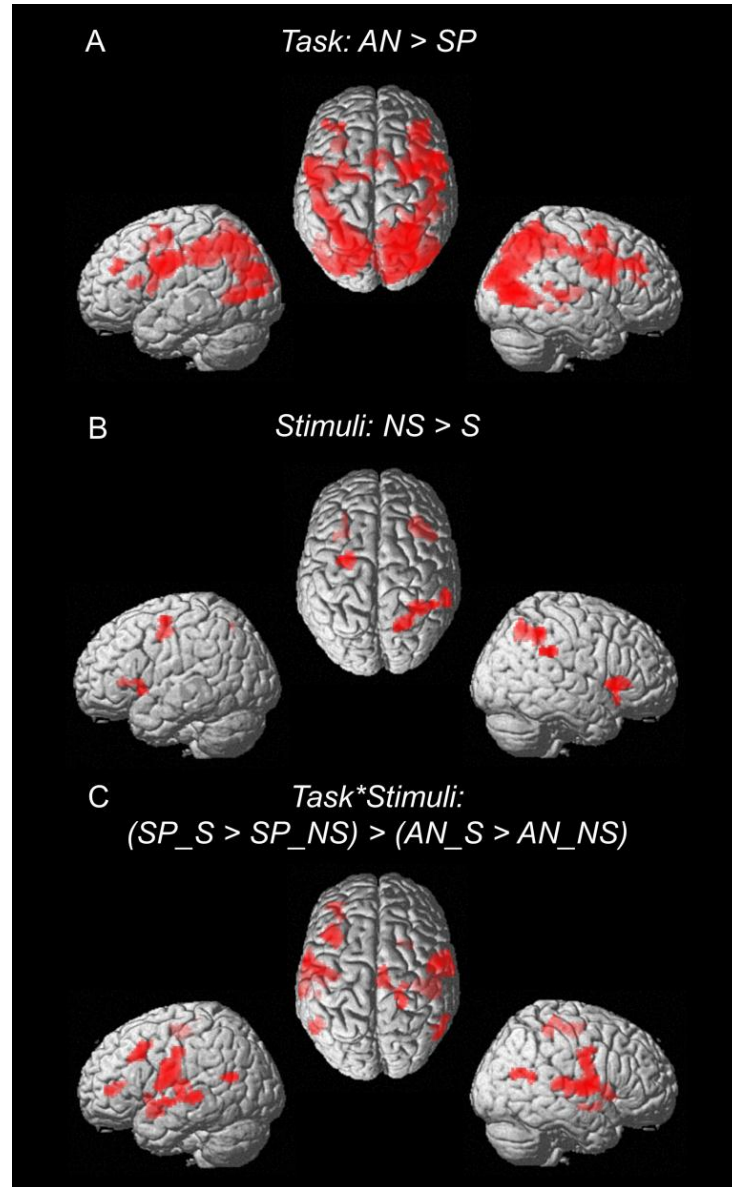 A
Task: AN > SP
B
Stimuli: NS > S
C
Task*Stimuli:
(SP_S > SP_NS) > (AN_S > AN_NS)